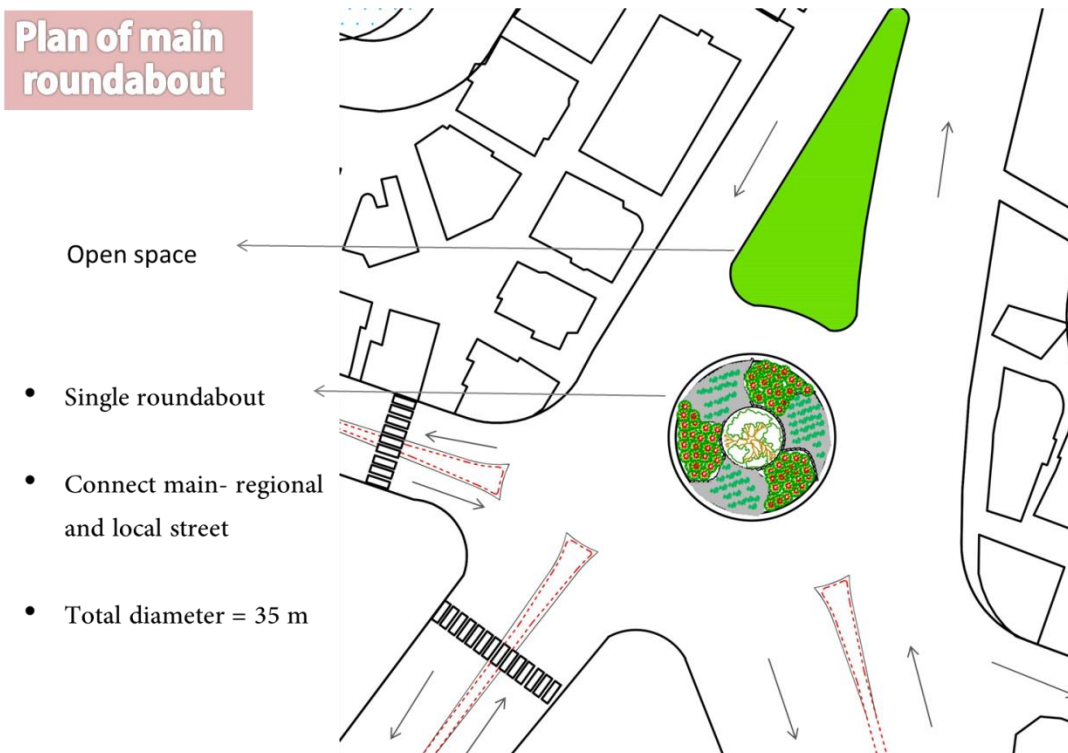 Plan of main
roundabout
Open space
• Single roundabout
• Connect main- regional
and local street
• Total diameter = 35 m